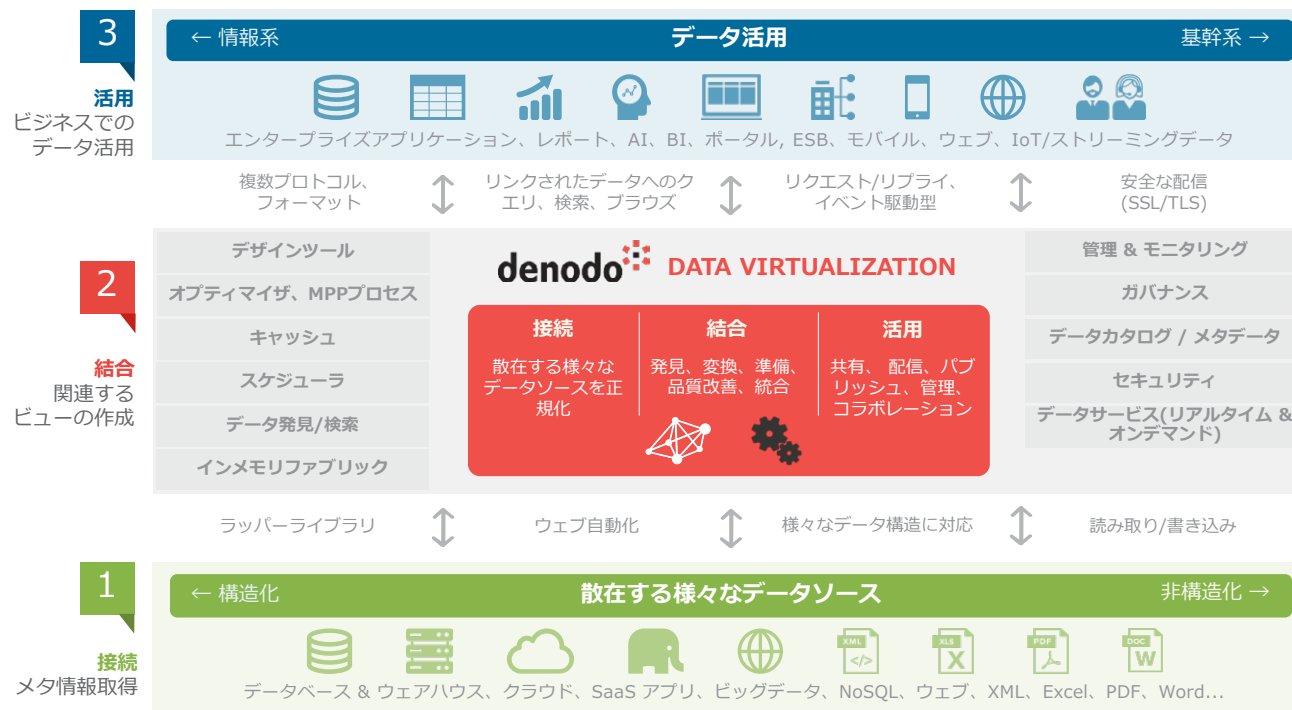 3
活用
ビジネスでの
データ活用
← 情報系
データ活用
基幹系 →
エンタープライズアプリケーション、レポート、AI、BI、ポータル, ESB、モバイル、ウェブ、IoT/ストリーミングデータ
複数プロトコル、
フォーマット
リンクされたデータへのク
エリ、検索、ブラウズ
リクエスト/リプライ、
イベント駆動型
安全な配信
(SSL/TLS)
2
結合
関連する
ビューの作成
デザインツール
オプティマイザ、MPPプロセス
キャッシュ
スケジューラ
データ発見/検索
インメモリファブリック
denodo DATA VIRTUALIZATION
接続
散在する様々な
データソースを正
規化
結合
発見、変換、準備、
品質改善、統合
活用
共有、 配信、パブ
リッシュ、管理、
コラボレーション
管理 & モニタリング
ガバナンス
データカタログ / メタデータ
セキュリティ
データサービス(リアルタイム &
オンデマンド)
ラッパーライブラリ
ウェブ自動化
様々なデータ構造に対応
読み取り/書き込み
1
接続
メタ情報取得
← 構造化
散在する様々なデータソース
非構造化 →
XML
</>
XLS
X
PDF
DOC
W
データベース & ウェアハウス、クラウド、SaaS アプリ、ビッグデータ、NoSQL、ウェブ、XML、Excel、PDF、Word...